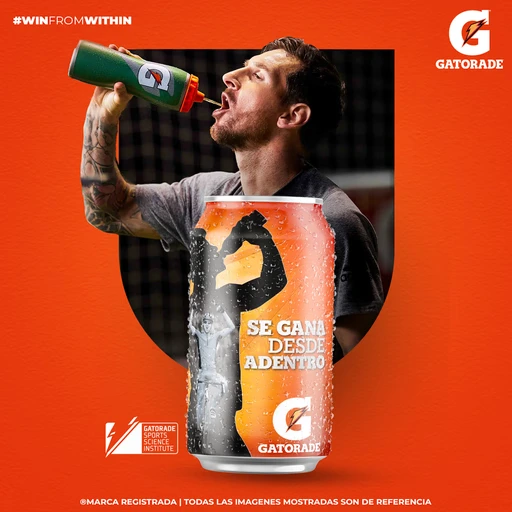 #WINFROMWITHIN
G
GATORADE
G
SE GANA
DESDE
ADENTRO
G
GATORADE
GATORADE
SPORTS
SCIENCE
INSTITUTE
®MARCA REGISTRADA | TODAS LAS IMAGENES MOSTRADAS SON DE REFERENCIA